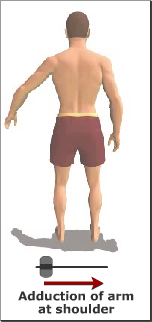 Adduction of arm
at shoulder